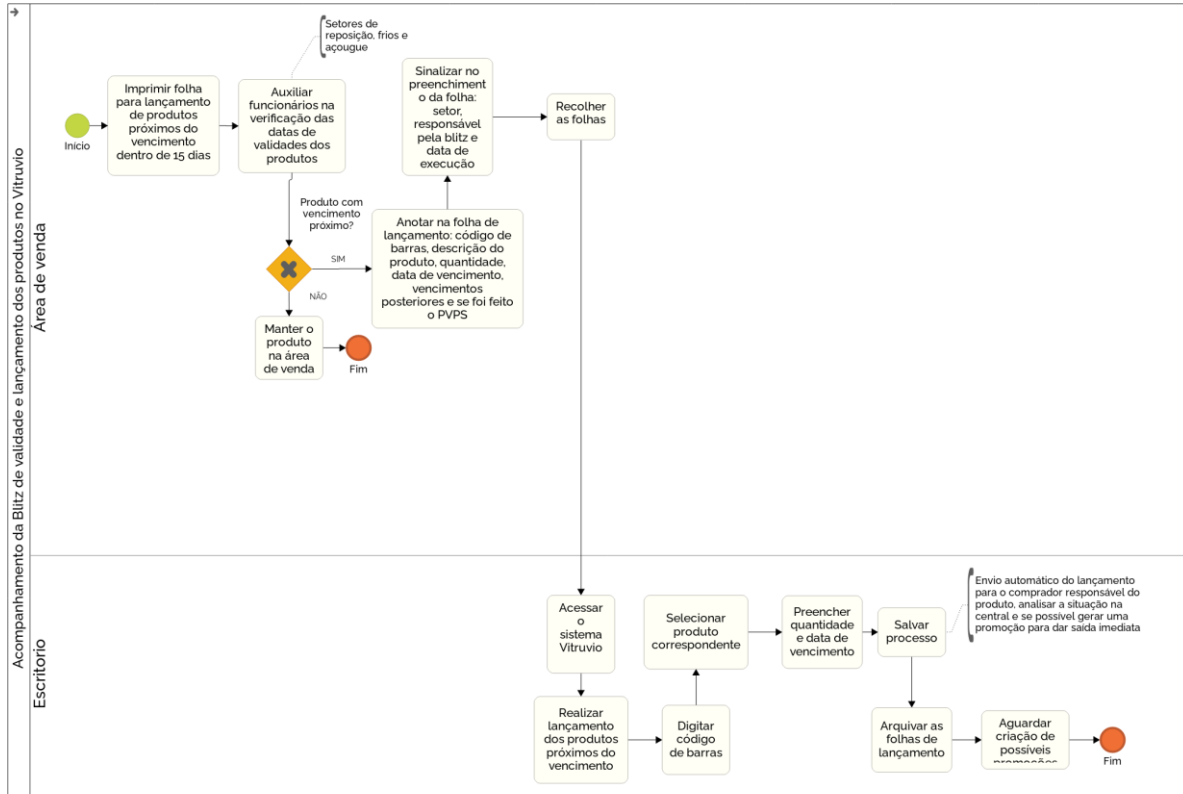 Acompanhamento da Blitz de validade e lançamento dos produtos no Vitruvio
Área de venda
Início
Imprimir folha
para lançamento
de produtos
próximos do
vencimento
dentro de 15 dias
Auxiliar
funcionários na
verificação das
datas de
validades dos
produtos
Setores de
reposição, frios e
açougue
Produto com
vencimento
próximo?
SIM
NÃO
Manter o
produto
na área
de venda
Fim
Anotar na folha de
lançamento: código de
barras, descrição do
produto, quantidade,
data de vencimento,
vencimentos
posteriores e se foi feito
o PVPS
Sinalizar no
preenchiment
o da folha:
setor,
responsável
pela blitz e
data de
execução
Recolher
as folhas
Escritorio
Acessar
o
sistema
Vitruvio
Realizar
lançamento
dos produtos
próximos do
vencimento
Digitar
código
de barras
Selecionar
produto
correspondente
Preencher
quantidade
e data de
vencimento
Salvar
processo
Envio automático do lançamento
para o comprador responsável do
produto, analisar a situação na
central e se possível gerar uma
promoção para dar saída imediata
Arquivar as
folhas de
lançamento
Aguardar
criação de
possíveis
promoções
Fim